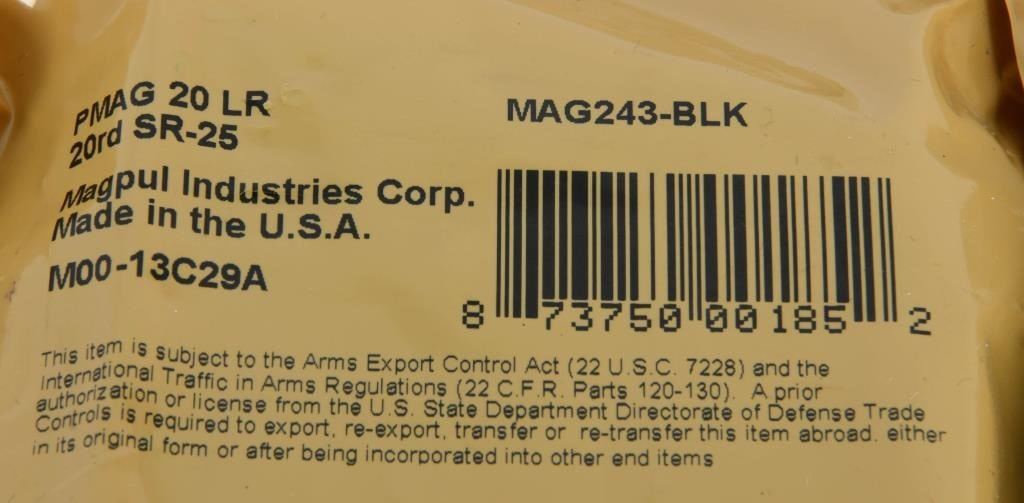 PMAG 20 LR
20rd SR-25
MAG243-BLK
Magpul Industries Corp.
Made in the U.S.A.
M00-13C29A
8 73750 00185 2
This item is subject to the Arms Export Control Act (22 U.S.C. 7228) and the
International Traffic in Arms Regulations (22 C.F.R. Parts 120-130). A prior
authorization or license from the U.S. State Department Directorate of Defense Trade
Controls is required to export, re-export, transfer or re-transfer this item abroad. either
in its original form or after being incorporated into other end items